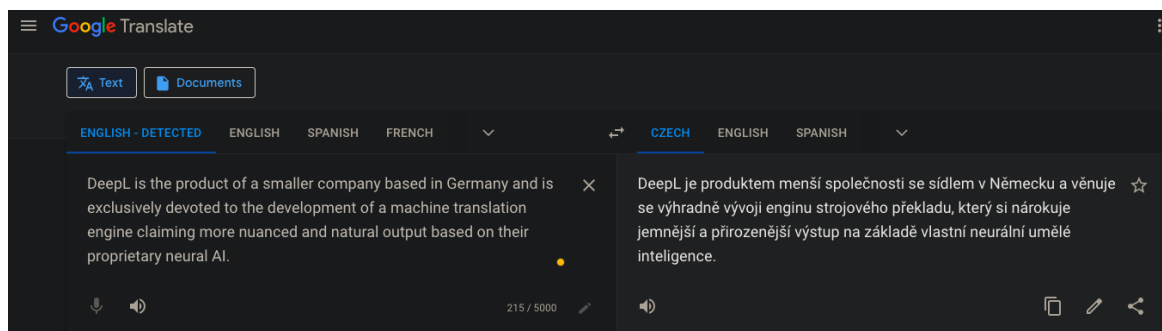 Google Translate
Text
Documents
ENGLISH - DETECTED ENGLISH SPANISH FRENCH
CZECH ENGLISH SPANISH
DeepL is the product of a smaller company based in Germany and is
exclusively devoted to the development of a machine translation
engine claiming more nuanced and natural output based on their
proprietary neural AI.
215 / 5000
DeepL je produktem menší společnosti se sídlem v Německu a věnuje
se výhradně vývoji enginu strojového překladu, který si nárokuje
jemnější a přirozenější výstup na základě vlastní neurální umělé
inteligence.